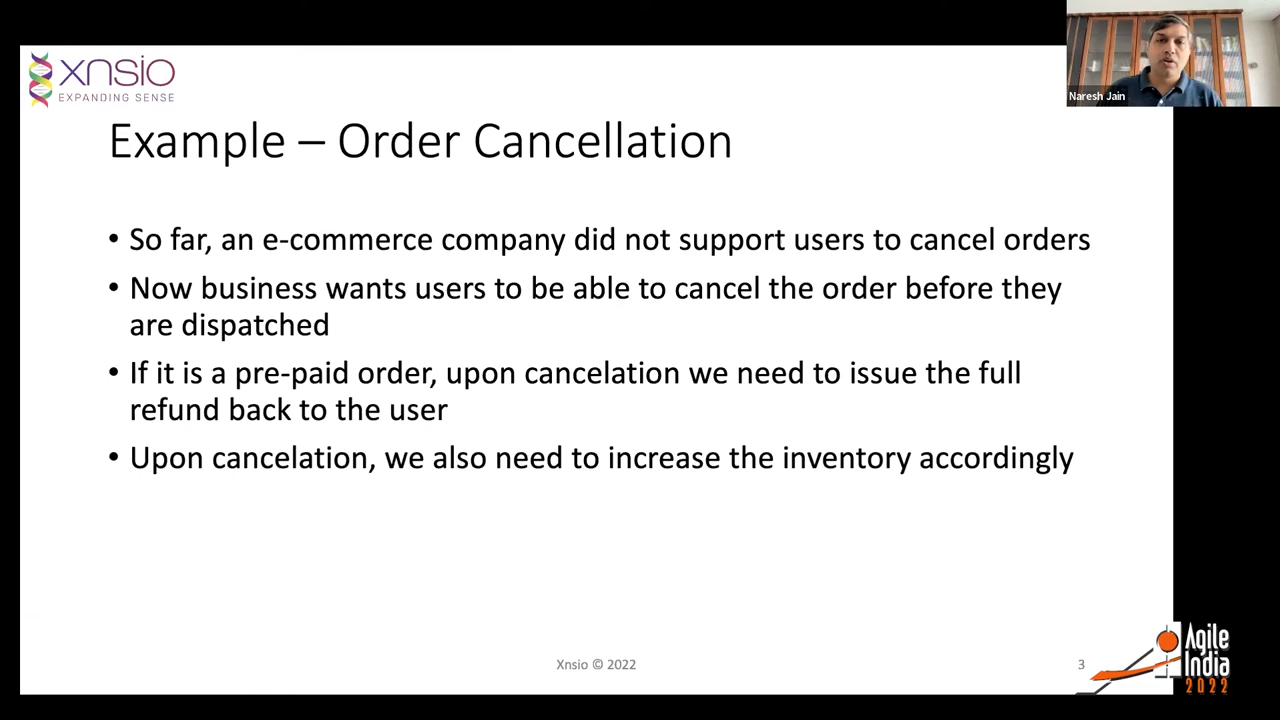 xnsio
EXPANDING SENSE
Naresh Jain
Example – Order Cancellation
• So far, an e-commerce company did not support users to cancel orders
• Now business wants users to be able to cancel the order before they
are dispatched
• If it is a pre-paid order, upon cancelation we need to issue the full
refund back to the user
• Upon cancelation, we also need to increase the inventory accordingly
Xnsio © 2022
3
Agile
India
2022